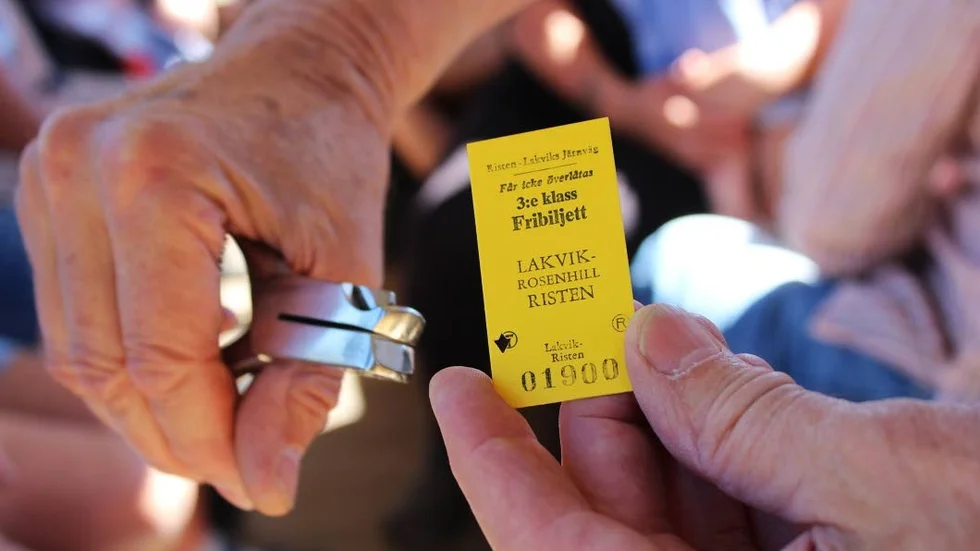 Risten-Lakviks Järnväg
Får icke överlåtas
3:e klass
Fribiljett
LAKVIK-
ROSENHILL
RISTEN
R
Lakvik-
Risten
01900